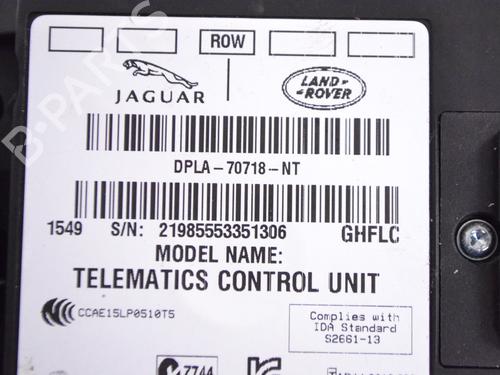 ROW
JAGUAR
LAND-
ROVER
DPLA-70718-NT
1549 S/N: 21985553351306 GHFLC
MODEL NAME:
TELEMATICS CONTROL UNIT
CCAE15LP0510T5
Complies with
IDA Standard
S2661-13
Z744
B-PARTS